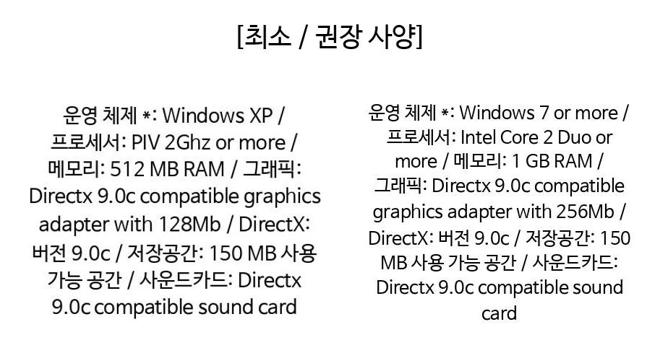 [최소 / 권장 사양]
운영 체제 *: Windows XP /
프로세서: PIV 2Ghz or more /
메모리: 512 MB RAM / 그래픽:
Directx 9.0c compatible graphics
adapter with 128Mb / DirectX:
버전 9.0c / 저장공간: 150 MB 사용
가능 공간 / 사운드카드: Directx
9.0c compatible sound card
운영 체제 *: Windows 7 or more /
프로세서: Intel Core 2 Duo or
more / 메모리: 1 GB RAM /
그래픽: Directx 9.0c compatible
graphics adapter with 256Mb /
DirectX: 버전 9.0c / 저장공간: 150
MB 사용 가능 공간 / 사운드카드:
Directx 9.0c compatible sound
card